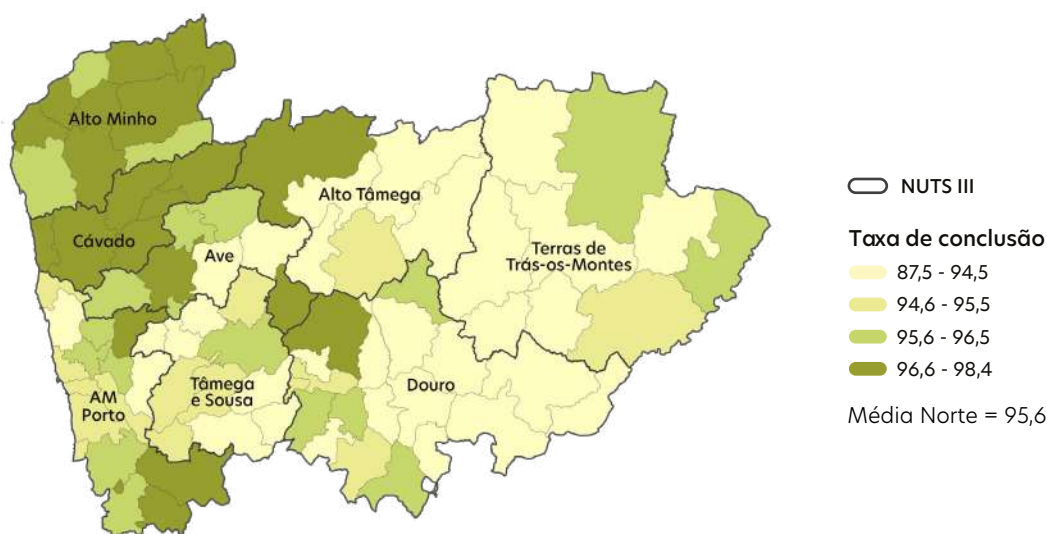 Alto Minho
Alto Tâmega
Cávado
Ave
Terras de
Trás-os-Montes
Tâmega
e Sousa
Douro
AM
Porto
NUTS III
Taxa de conclusão
87,5 - 94,5
94,6 - 95,5
95,6 - 96,5
96,6 - 98,4
Média Norte = 95,6